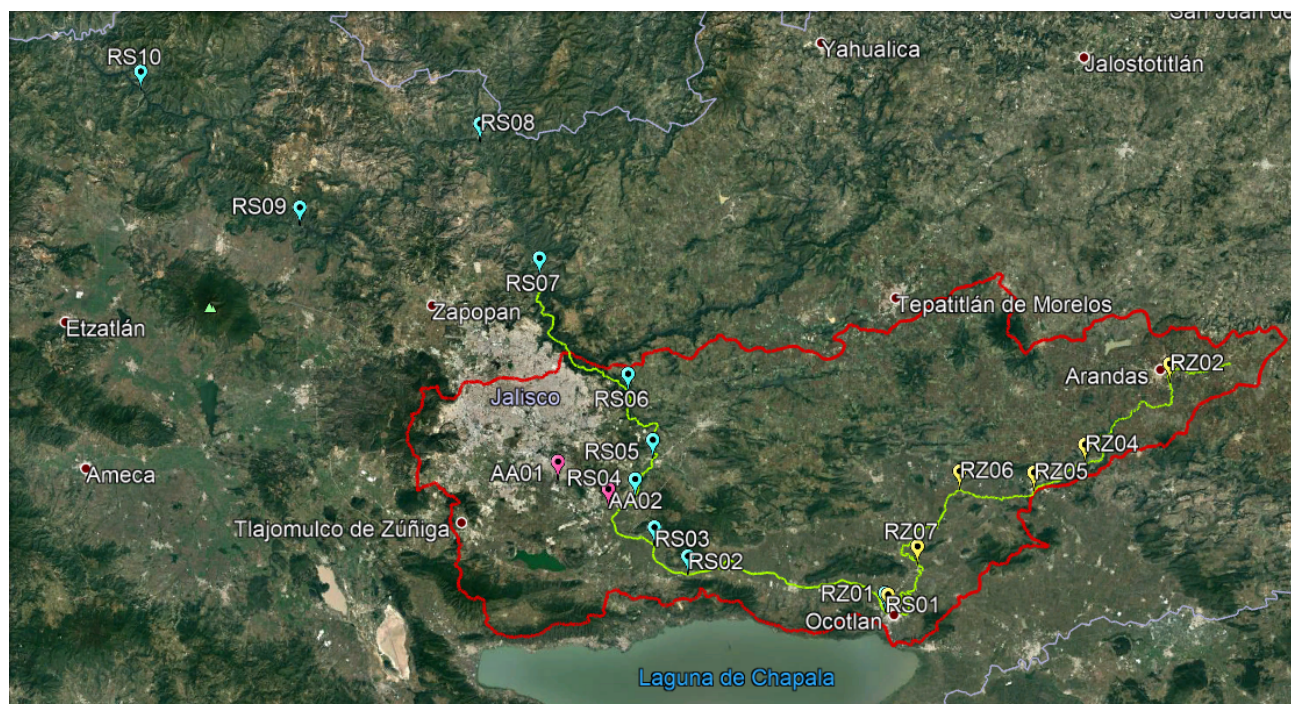 San Juan de
Yahualica
Jalostotitlán
RS10
RS08
RS09
RS07
Zapopan
Tepatitlán de Morelos
Etzatlán
Arandas
RZ02
Jalisco
RS06
RS05
RZ04
AA01
RS04
RZ06
RZ05
Ameca
AA02
Tlajomulco de Zúñiga
RS03
RZ07
RS02
RZ01
RS01
Ocotlan
Laguna de Chapala